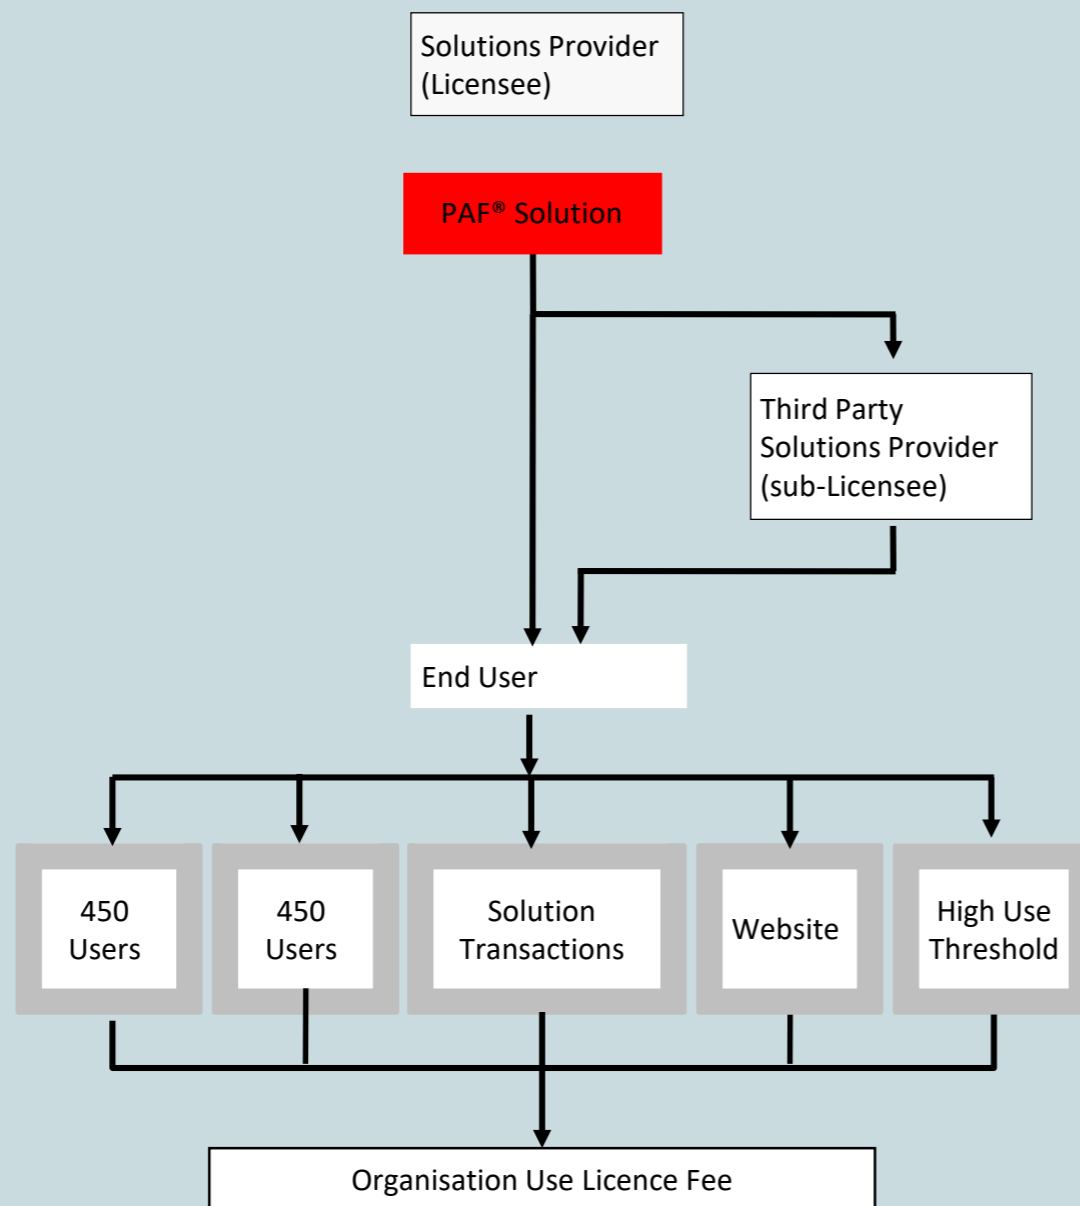 Solutions Provider
(Licensee)
PAF® Solution
Third Party
Solutions Provider
(sub-Licensee)
End User
450
Users
450
Users
Solution
Transactions
Website
High Use
Threshold
Organisation Use Licence Fee